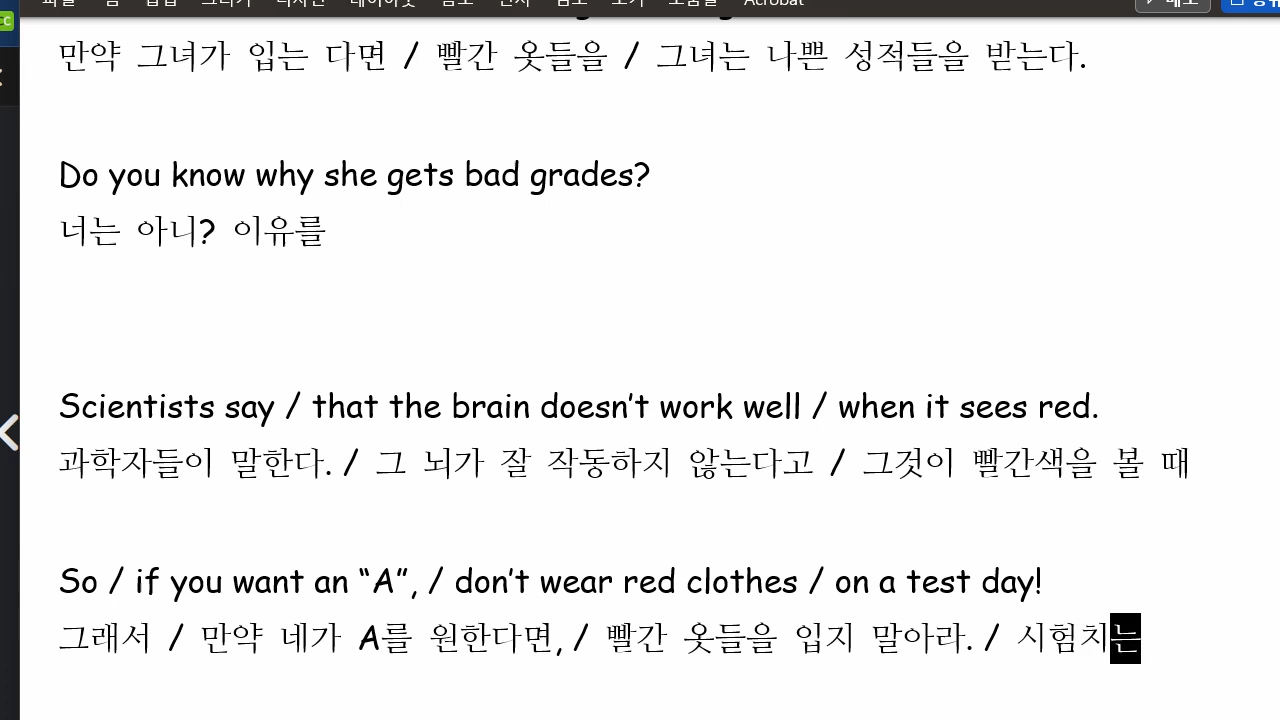 Acrobat
만약 그녀가 입는 다면 / 빨간 옷들을 / 그녀는 나쁜 성적들을 받는다.
Do you know why she gets bad grades?
너는 아니? 이유를
Scientists say / that the brain doesn't work well / when it sees red.
과학자들이 말한다. / 그 뇌가 잘 작동하지 않는다고 / 그것이 빨간색을 볼 때
So / if you want an “A”, / don't wear red clothes / on a test day!
그래서 / 만약 네가 A를 원한다면, / 빨간 옷들을 입지 말아라. / 시험치는